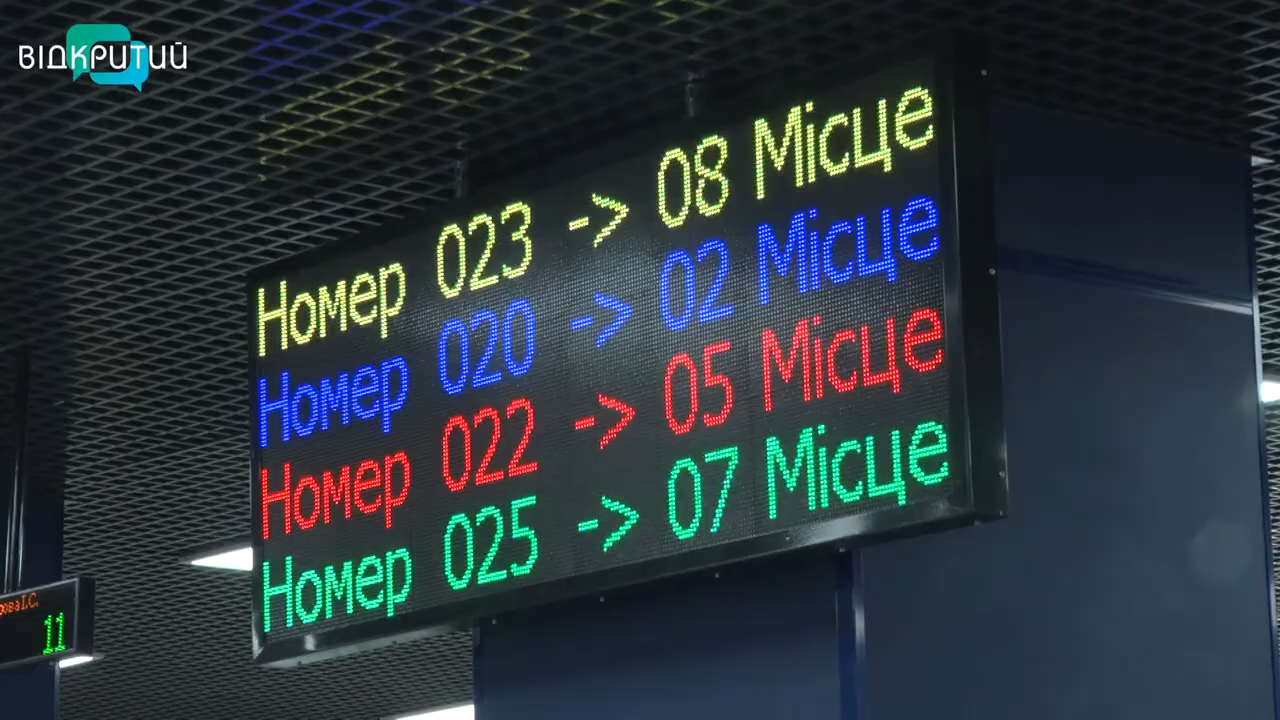 ВІДКРИТИЙ
Номер 023 -> 08 Місце
Номер 020 -> 02 Місце
Номер 022 -> 05 Місце
Номер 025 -> 07 Місце
11